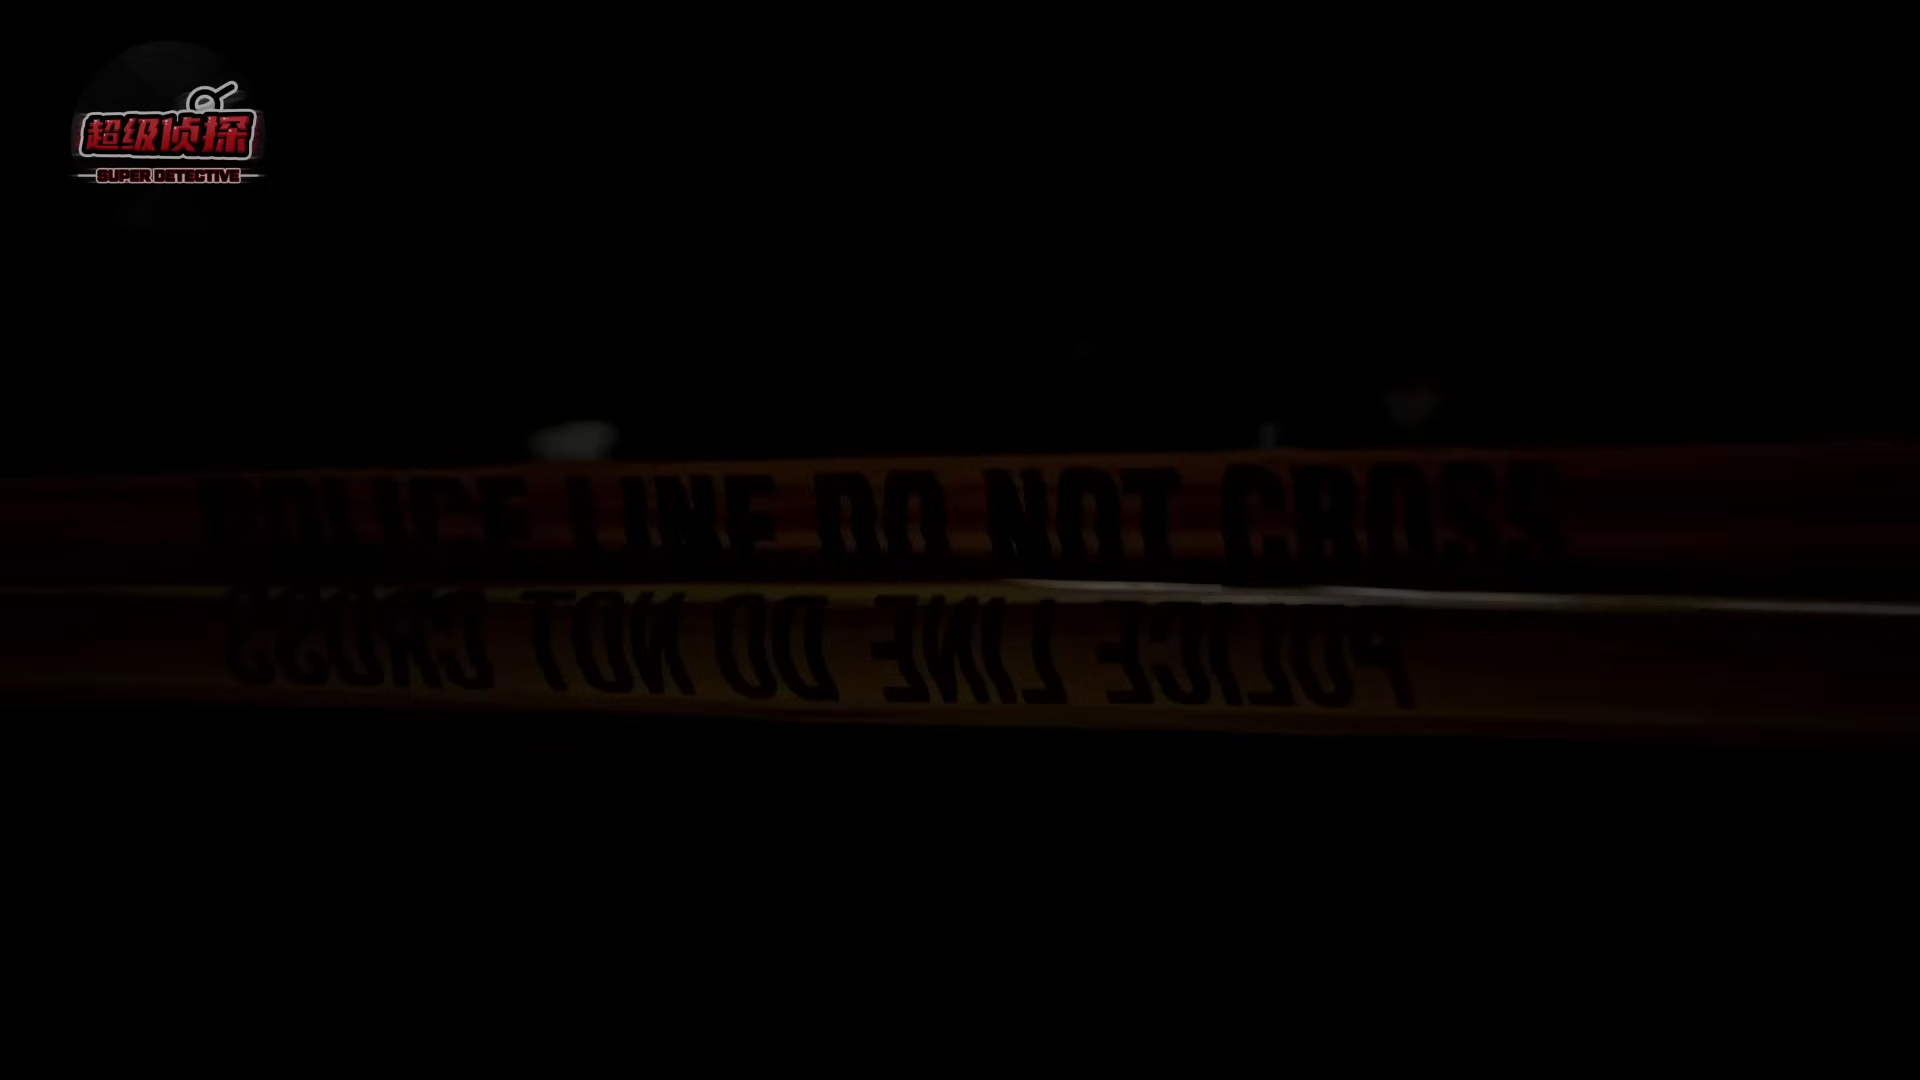 超级侦探
SUPER DETECTIVE
POLICE LINE DO NOT CROSS
POLICE LINE DO NOT CROSS